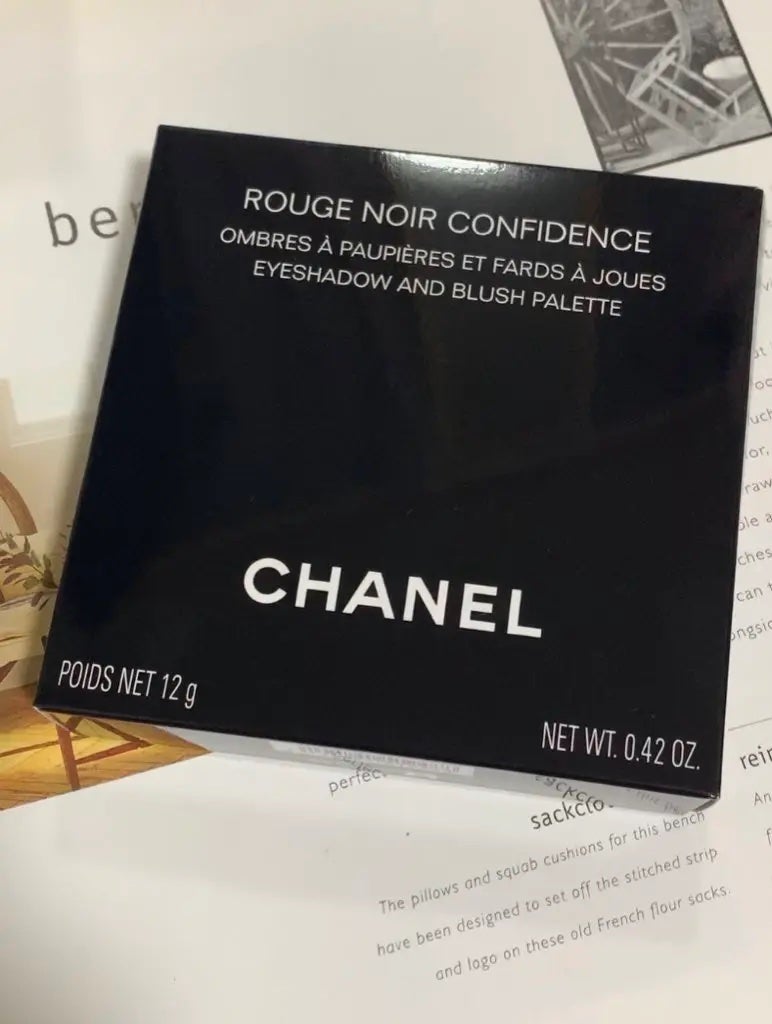 ROUGE NOIR CONFIDENCE
OMBRES À PAUPIÈRES ET FARDS À JOUES
EYESHADOW AND BLUSH PALETTE
CHANEL
POIDS NET 12 g
NET WT. 0.42 OZ.
The pillows and squab cushions for this bench
have been designed to set off the stitched strip
and logo on these old French flour sacks.